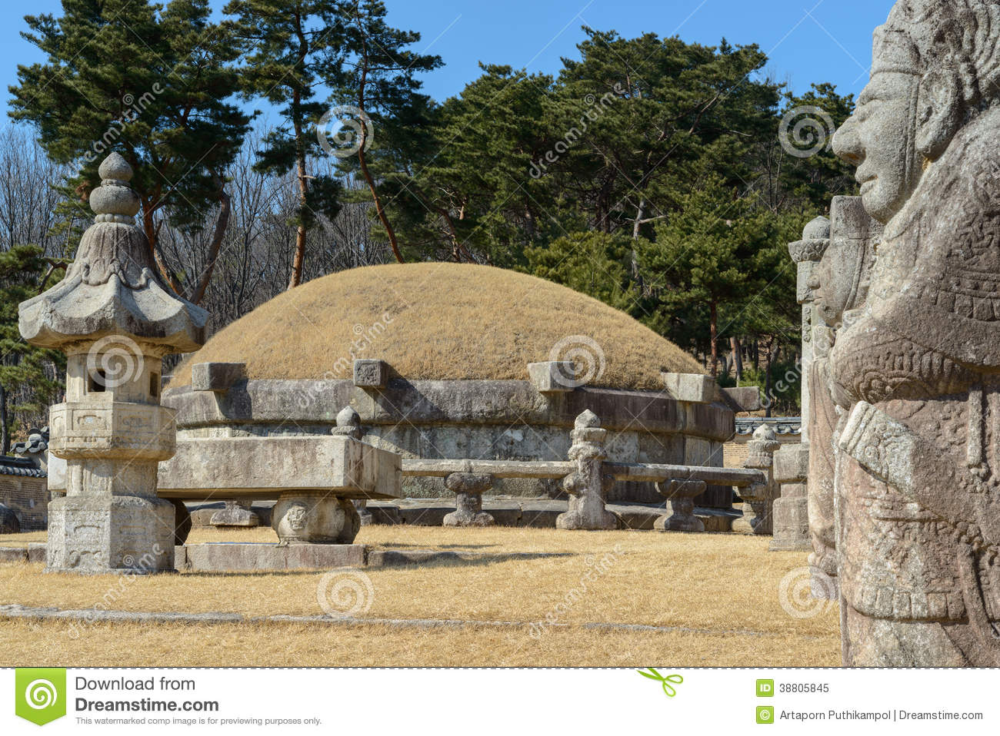 dreamstime.
Download from
Dreamstime.com
This watermarked comp image is for previewing purposes only.
ID 38805845
© Artaporn Puthikampol | Dreamstime.com